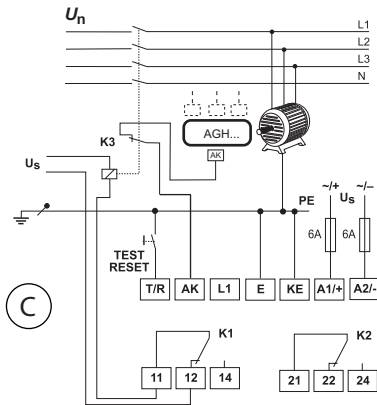 Un
L1
L2
L3
N
AGH...
AK
K3
Us
PE
~/+
~/–
Us
6A
6A
TEST
RESET
T/R
AK
L1
E
KE
A1/+
A2/-
C
K1
11
12
14
K2
21
22
24